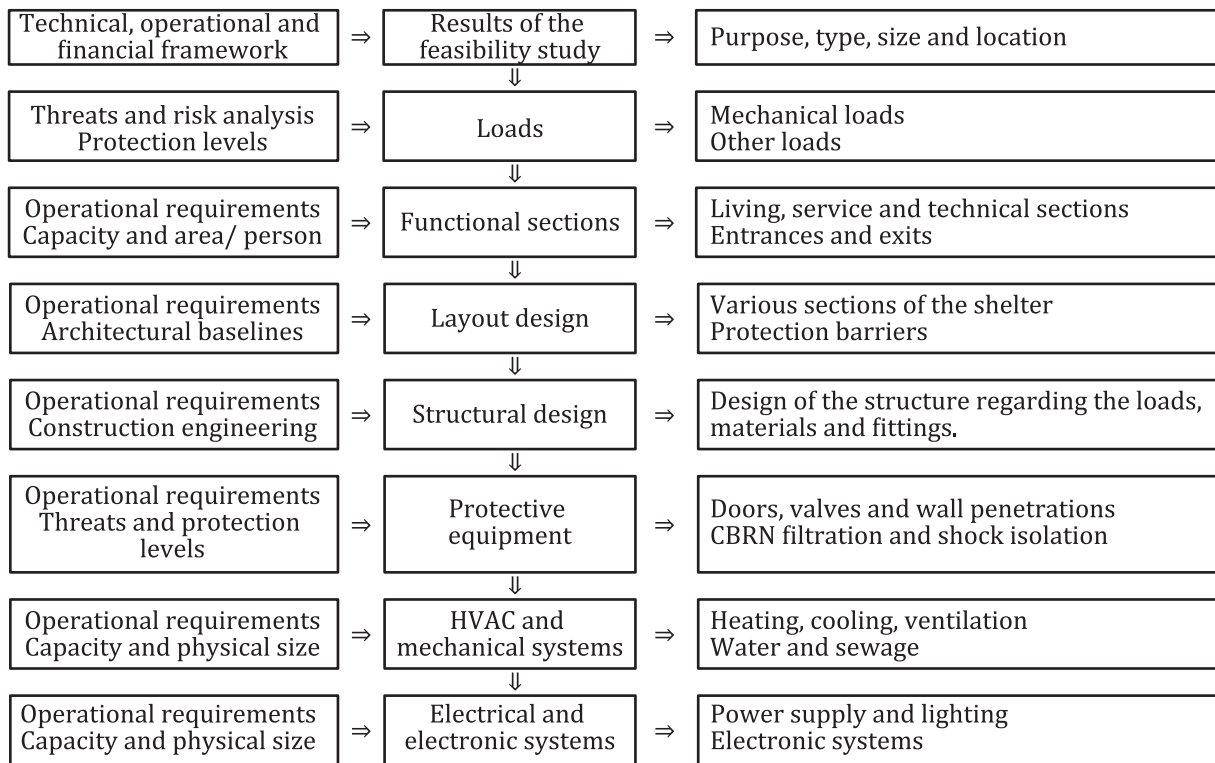 Technical, operational and
financial framework
⇒
Results of the
feasibility study
⇒
Purpose, type, size and location
⇓
Threats and risk analysis
Protection levels
⇒
Loads
⇒
Mechanical loads
Other loads
⇓
Operational requirements
Capacity and area/ person
⇒
Functional sections
⇒
Living, service and technical sections
Entrances and exits
⇓
Operational requirements
Architectural baselines
⇒
Layout design
⇒
Various sections of the shelter
Protection barriers
⇓
Operational requirements
Construction engineering
⇒
Structural design
⇒
Design of the structure regarding the loads,
materials and fittings.
⇓
Operational requirements
Threats and protection
levels
⇒
Protective
equipment
⇒
Doors, valves and wall penetrations
CBRN filtration and shock isolation
⇓
Operational requirements
Capacity and physical size
⇒
HVAC and
mechanical systems
⇒
Heating, cooling, ventilation
Water and sewage
⇓
Operational requirements
Capacity and physical size
⇒
Electrical and
electronic systems
⇒
Power supply and lighting
Electronic systems